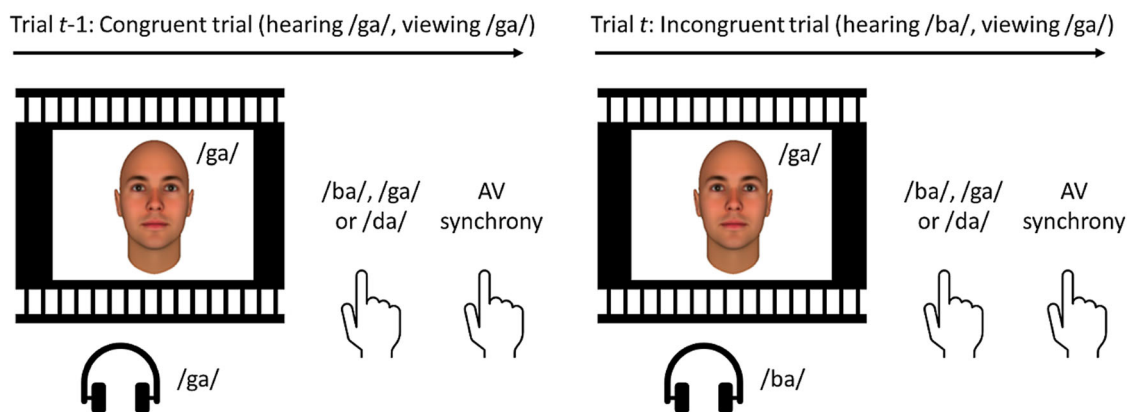 Trial t-1: Congruent trial (hearing /ga/, viewing /ga/)
/ga/
/ba/, /ga/
or /da/
AV
synchrony
/ga/
Trial t: Incongruent trial (hearing /ba/, viewing /ga/)
/ga/
/ba/, /ga/
or /da/
AV
synchrony
/ba/